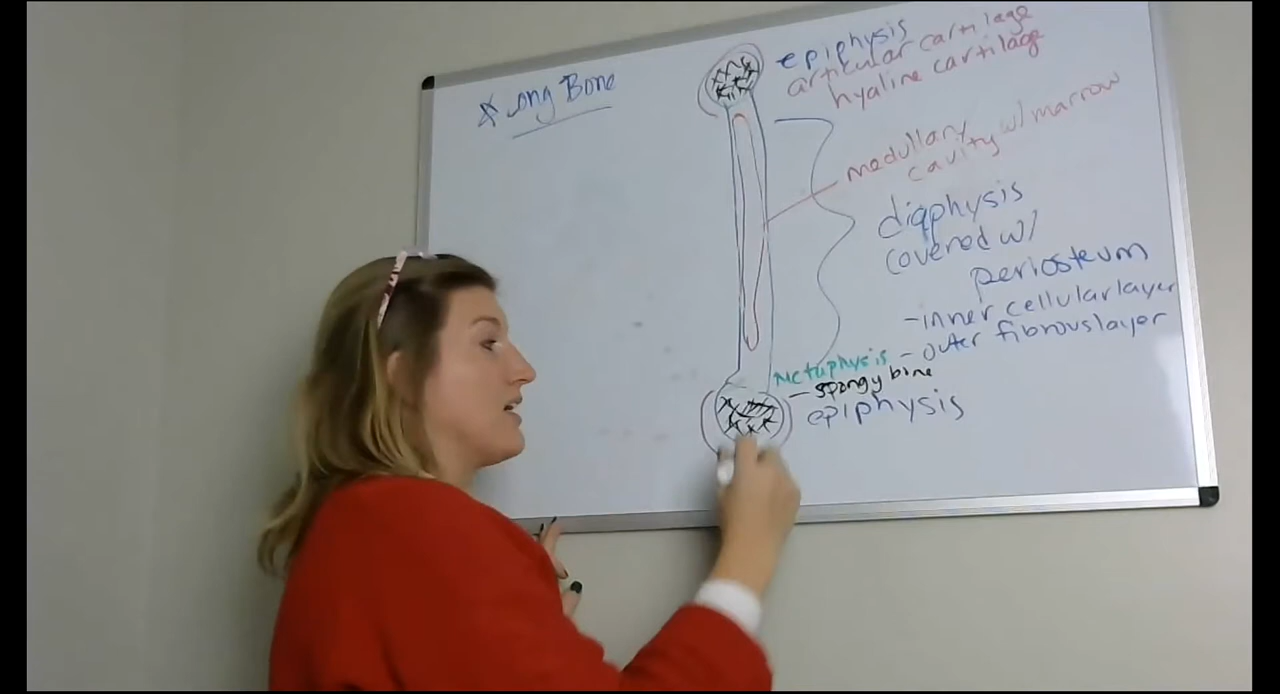 Long Bone
epiphysis
articular cartilage
hyaline cartilage
medullary
cavity w/ marrow
diaphysis
covered w/
periosteum
- inner cellular layer
- outer fibrous layer
Metaphysis
- spongy bone
epiphysis